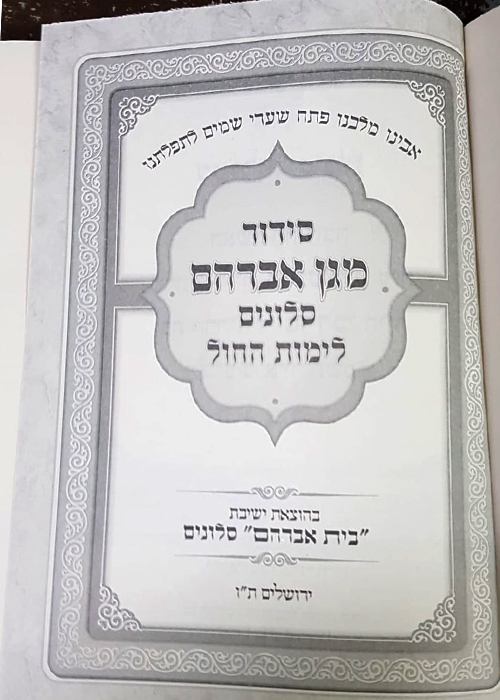 אבינו מלכנו פתח שערי שמים לתפלתנו
סידור
מגן אברהם
סלונים
לימות החול
בהוצאת ישיבת
"בית אברהם" סלונים
ירושלים ת"ו